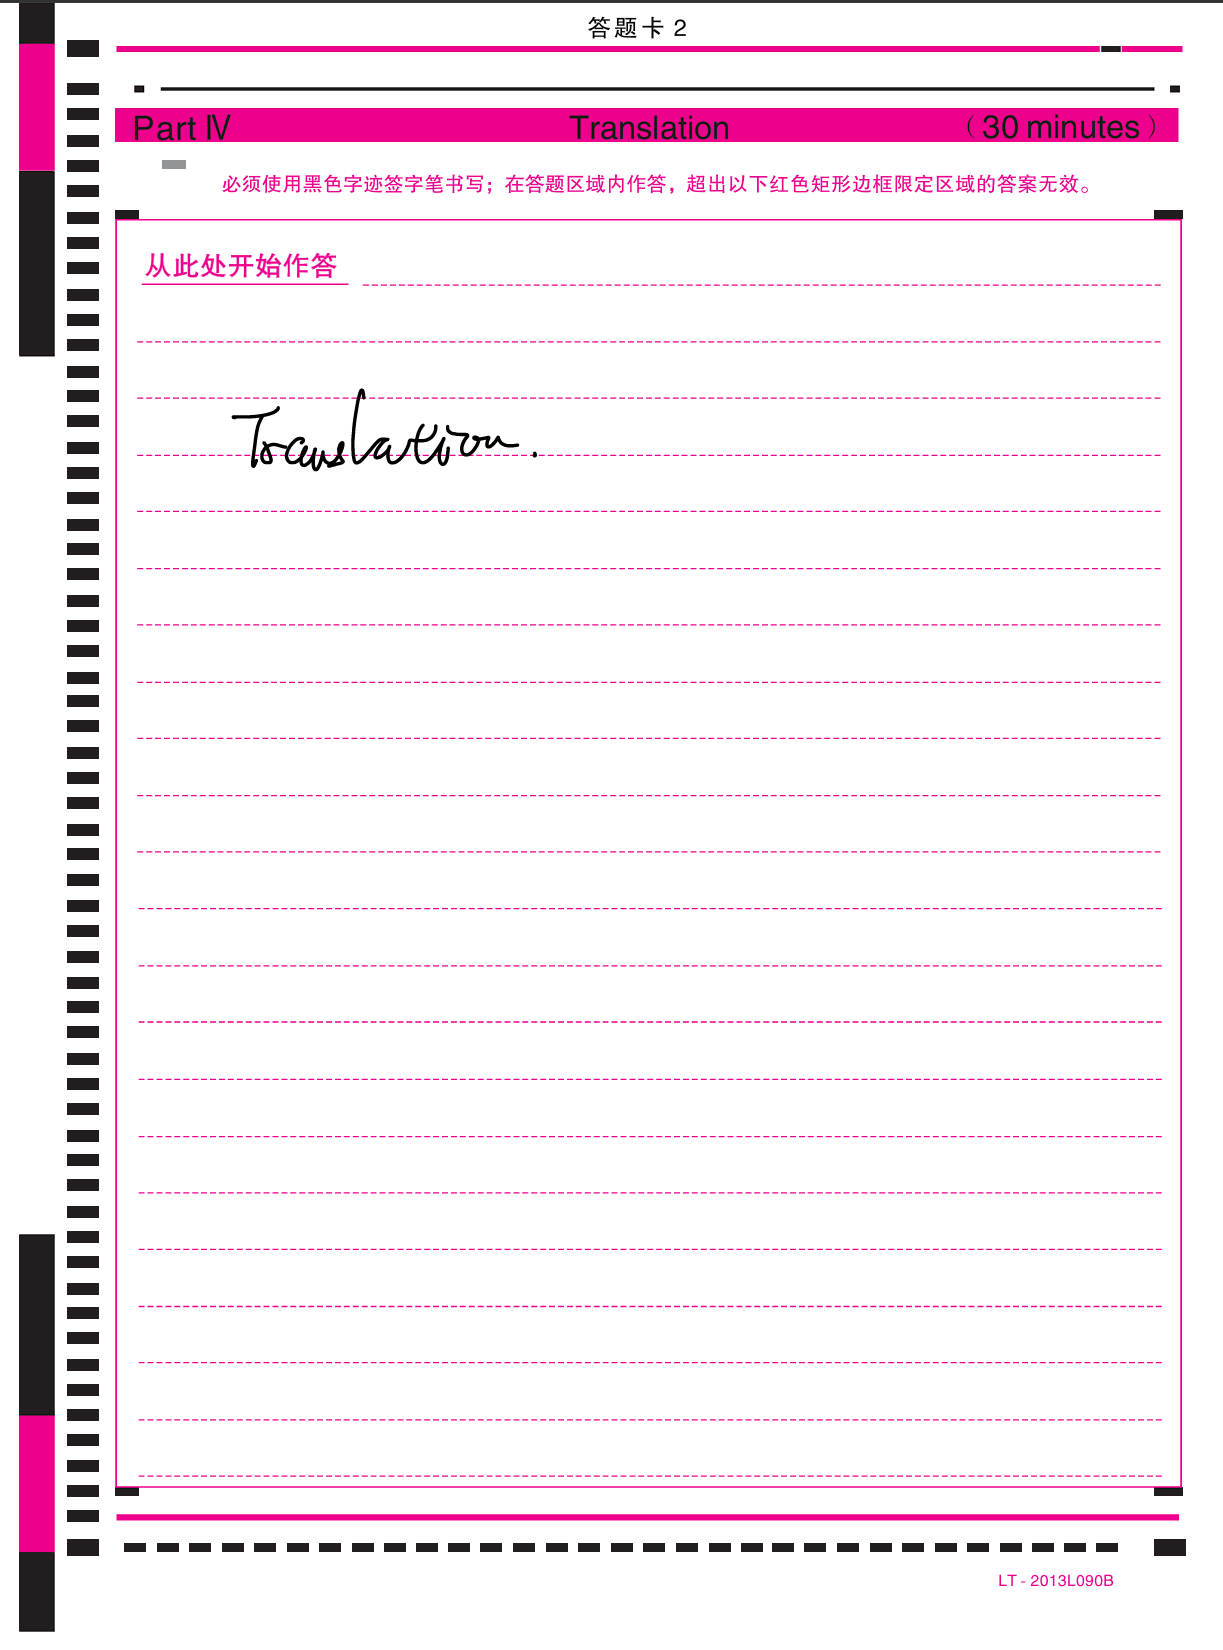 答题卡 2
Part Ⅳ Translation （30 minutes）
必须使用黑色字迹签字笔书写；在答题区域内作答，超出以下红色矩形边框限定区域的答案无效。
从此处开始作答
Translation.
LT - 2013L090B